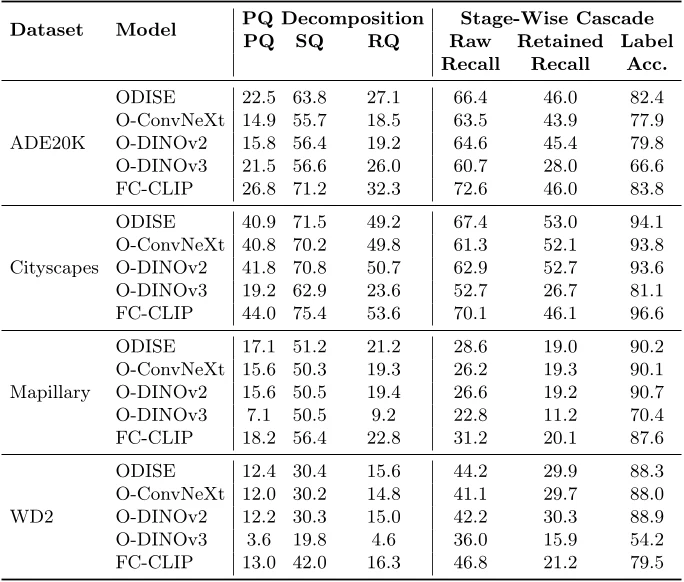 Dataset Model PQ Decomposition Stage-Wise Cascade
PQ SQ RQ Raw Retained Label
Recall Recall Acc.
ODISE 22.5 63.8 27.1 66.4 46.0 82.4
O-ConvNeXt 14.9 55.7 18.5 63.5 43.9 77.9
ADE20K O-DINOv2 15.8 56.4 19.2 64.6 45.4 79.8
O-DINOv3 21.5 56.6 26.0 60.7 28.0 66.6
FC-CLIP 26.8 71.2 32.3 72.6 46.0 83.8
ODISE 40.9 71.5 49.2 67.4 53.0 94.1
O-ConvNeXt 40.8 70.2 49.8 61.3 52.1 93.8
Cityscapes O-DINOv2 41.8 70.8 50.7 62.9 52.7 93.6
O-DINOv3 19.2 62.9 23.6 52.7 26.7 81.1
FC-CLIP 44.0 75.4 53.6 70.1 46.1 96.6
ODISE 17.1 51.2 21.2 28.6 19.0 90.2
O-ConvNeXt 15.6 50.3 19.3 26.2 19.3 90.1
Mapillary O-DINOv2 15.6 50.5 19.4 26.6 19.2 90.7
O-DINOv3 7.1 50.5 9.2 22.8 11.2 70.4
FC-CLIP 18.2 56.4 22.8 31.2 20.1 87.6
ODISE 12.4 30.4 15.6 44.2 29.9 88.3
O-ConvNeXt 12.0 30.2 14.8 41.1 29.7 88.0
WD2 O-DINOv2 12.2 30.3 15.0 42.2 30.3 88.9
O-DINOv3 3.6 19.8 4.6 36.0 15.9 54.2
FC-CLIP 13.0 42.0 16.3 46.8 21.2 79.5